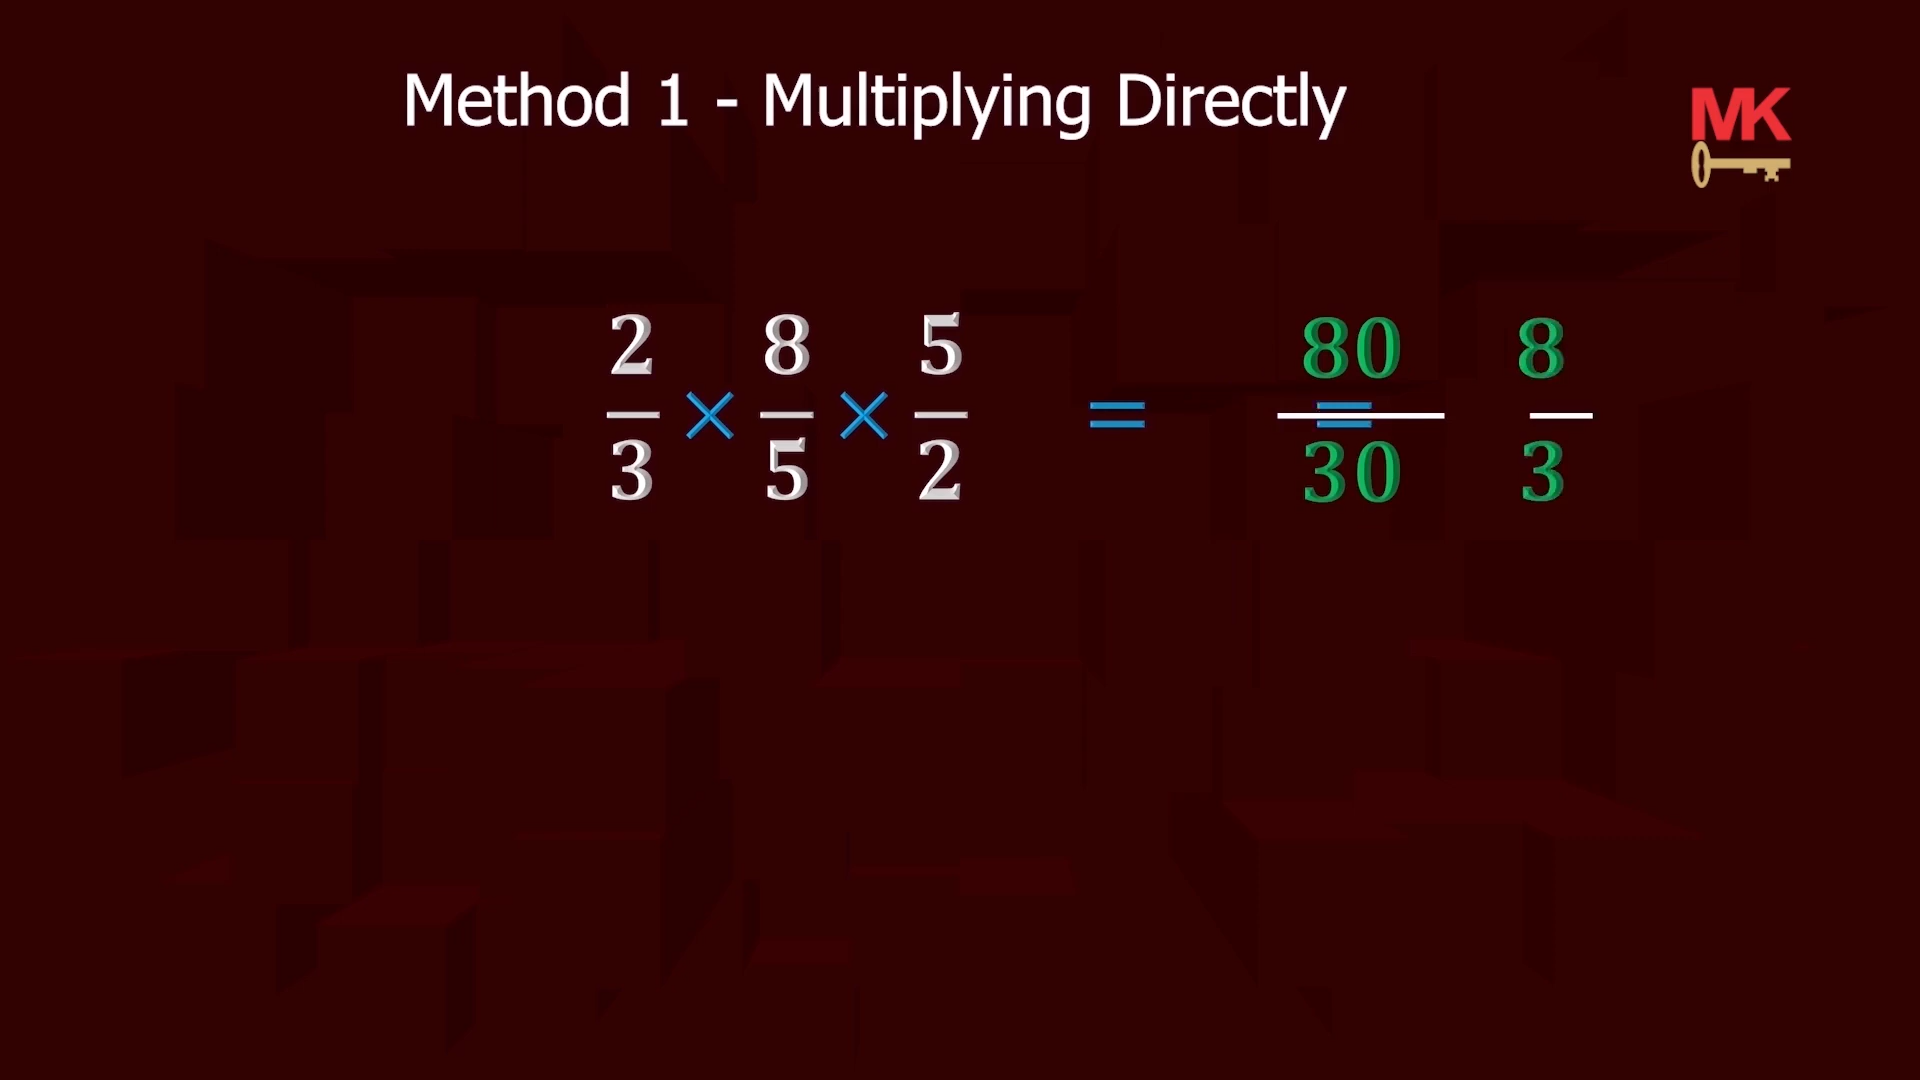 Method 1 - Multiplying Directly
MK
2 8 5 80 8
× × = =
3 5 2 30 3